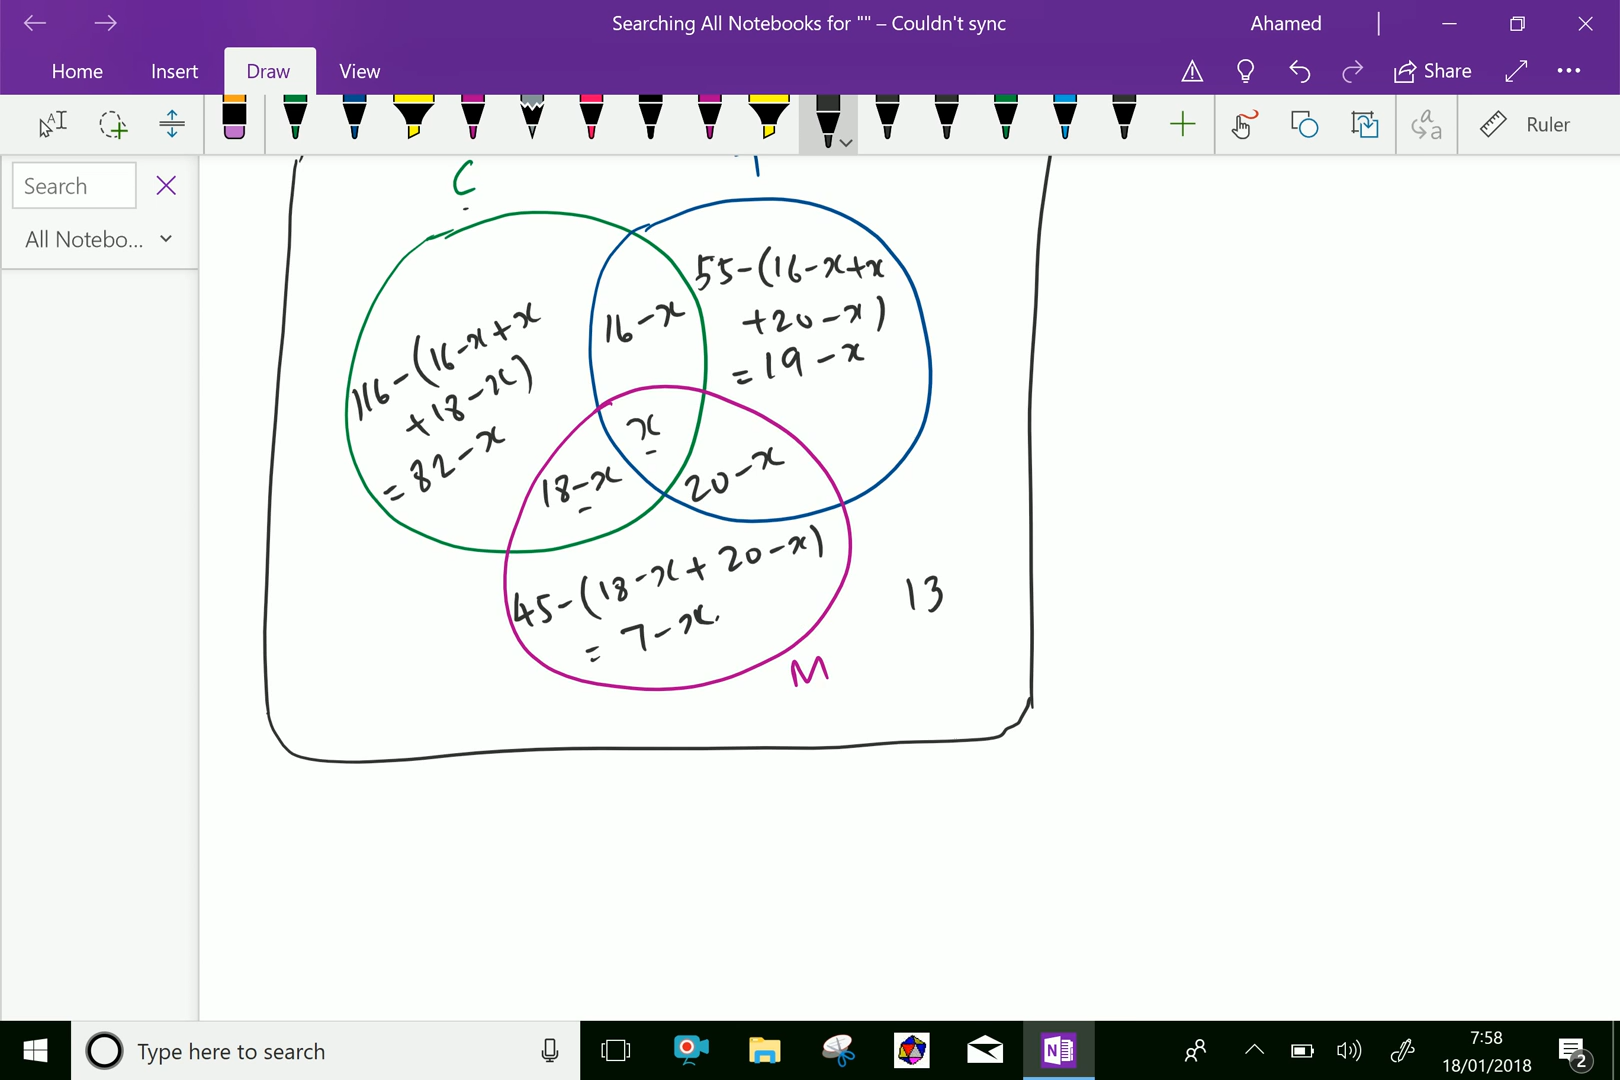 Searching All Notebooks for "" – Couldn't sync
Ahamed
Home
Insert
Draw
View
Share
Ruler
Search
All Notebo...
C
55-(16-x+x
+20-x)
=19-x
16-x
116-(16-x+x
+18-x)
=82-x
x
18-x
20-x
45-(18-x+20-x)
= 7-x.
13
M
Type here to search
7:58
18/01/2018
2